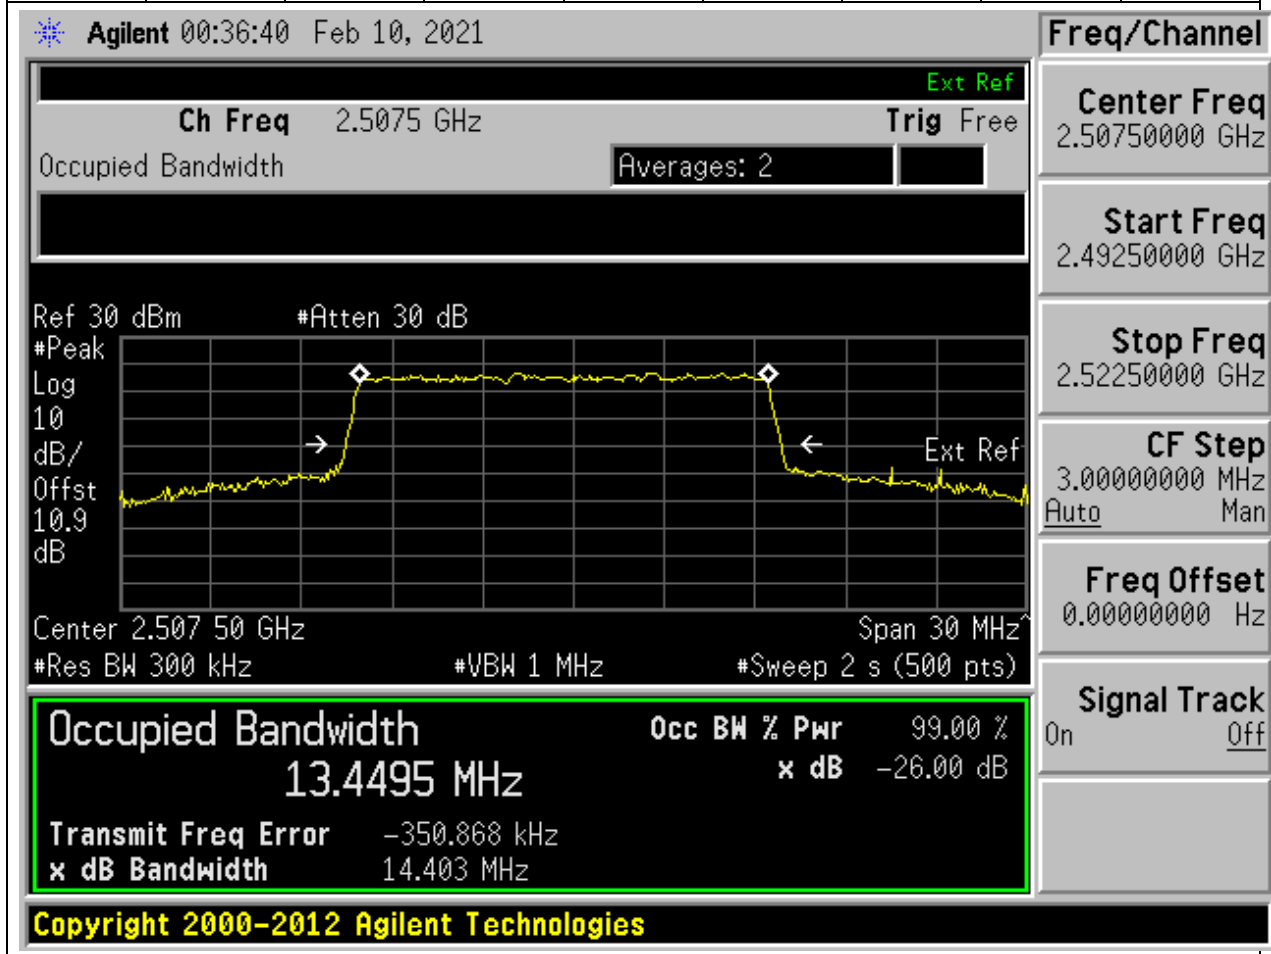 Agilent 00:36:40 Feb 10, 2021
Freq/Channel
Ext Ref
Ch Freq 2.5075 GHz
Trig Free
Occupied Bandwidth
Averages: 2
Center Freq
2.50750000 GHz
Start Freq
2.49250000 GHz
Stop Freq
2.52250000 GHz
CF Step
3.00000000 MHz
Auto Man
Freq Offset
0.00000000 Hz
Signal Track
On Off
Ref 30 dBm #Atten 30 dB
#Peak
Log
10
dB/
Offst
10.9
dB
Ext Ref
Center 2.507 50 GHz Span 30 MHz^
#Res BW 300 kHz #VBW 1 MHz #Sweep 2 s (500 pts)
Occupied Bandwidth
13.4495 MHz
Occ BW % Pwr 99.00 %
x dB -26.00 dB
Transmit Freq Error -350.868 kHz
x dB Bandwidth 14.403 MHz
Copyright 2000-2012 Agilent Technologies